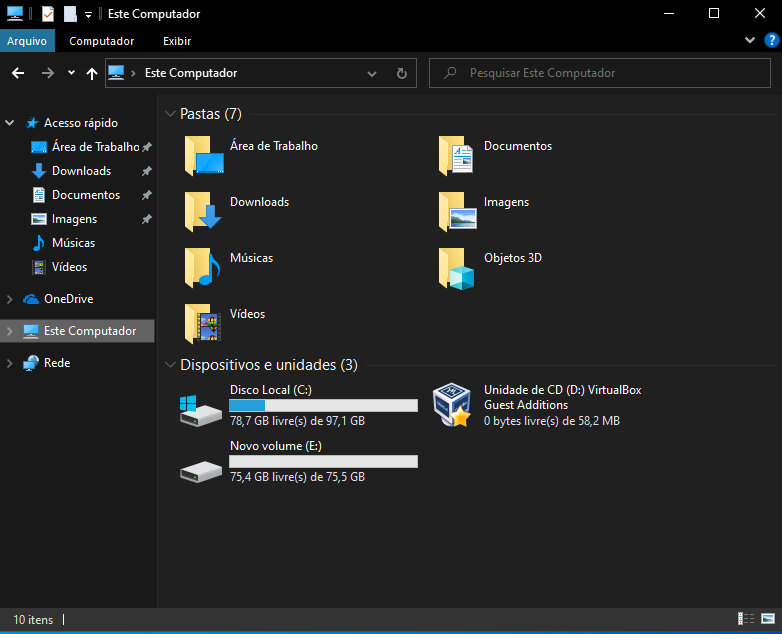 Este Computador
Arquivo Computador Exibir
Este Computador
Pesquisar Este Computador
Acesso rápido
Área de Trabalho
Downloads
Documentos
Imagens
Músicas
Vídeos
OneDrive
Este Computador
Rede
Pastas (7)
Área de Trabalho
Documentos
Downloads
Imagens
Músicas
Objetos 3D
Vídeos
Dispositivos e unidades (3)
Disco Local (C:)
78,7 GB livre(s) de 97,1 GB
Unidade de CD (D:) VirtualBox
Guest Additions
0 bytes livre(s) de 58,2 MB
Novo volume (E:)
75,4 GB livre(s) de 75,5 GB
10 itens